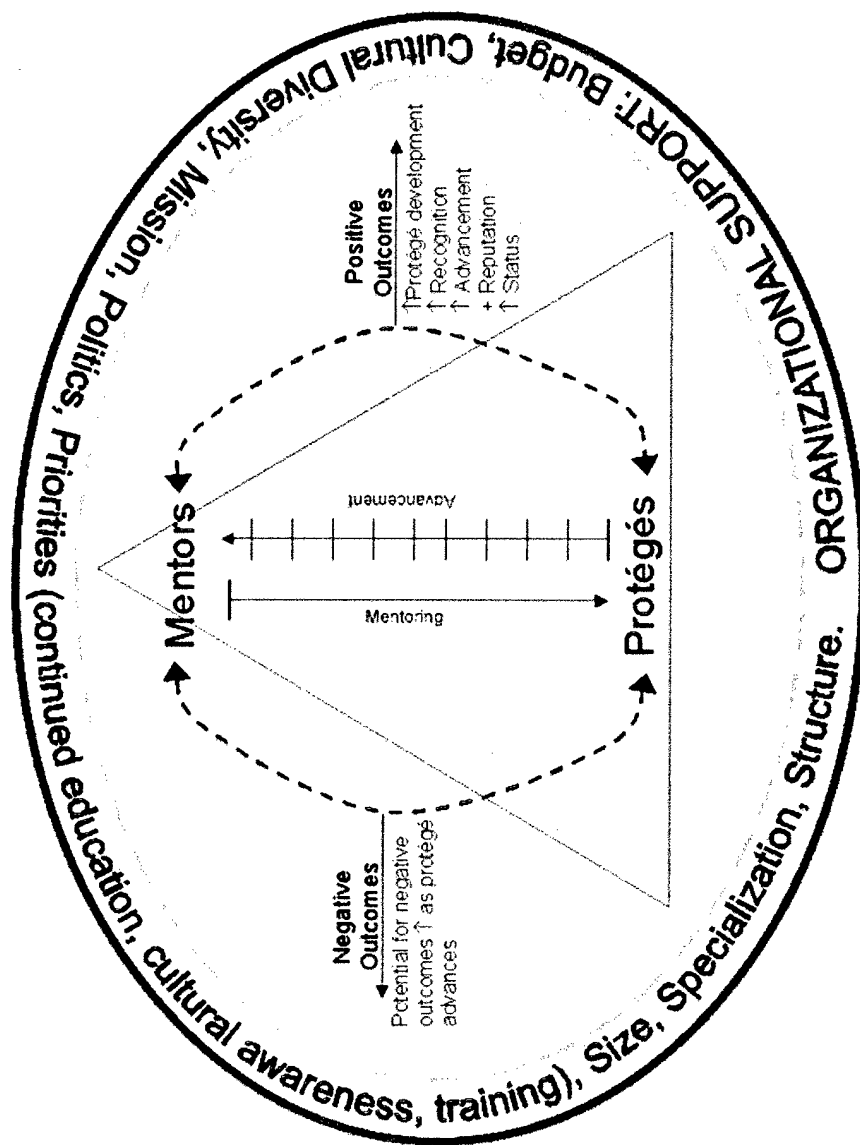 ORGANIZATIONAL SUPPORT: Budget, Cultural Diversity, Mission, Politics, Priorities (continued education, cultural awareness, training), Size, Specialization, Structure.
Mentors
Negative
Outcomes
Potential for negative
outcomes ↑ as protégé
advances
Mentoring
Advancement
Positive
Outcomes
↑Protégé development
↑ Recognition
↑ Advancement
+ Reputation
↑ Status
Protégés